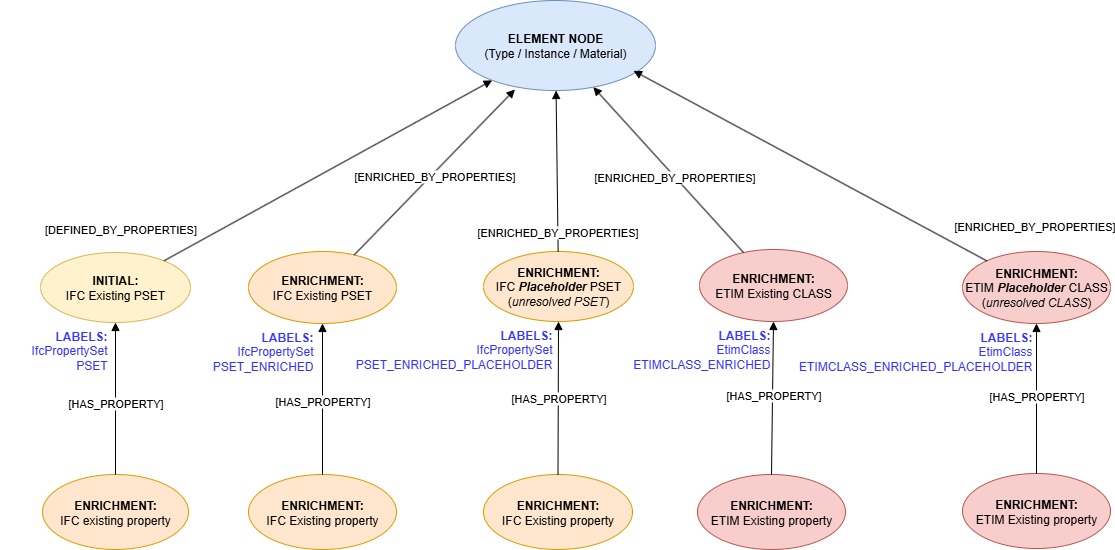 ELEMENT NODE
(Type / Instance / Material)
[ENRICHED_BY_PROPERTIES]
[ENRICHED_BY_PROPERTIES]
[DEFINED_BY_PROPERTIES]
[ENRICHED_BY_PROPERTIES]
[ENRICHED_BY_PROPERTIES]
INITIAL:
IFC Existing PSET
ENRICHMENT:
IFC Existing PSET
ENRICHMENT:
IFC Placeholder PSET
(unresolved PSET)
ENRICHMENT:
ETIM Existing CLASS
ENRICHMENT:
ETIM Placeholder CLASS
(unresolved CLASS)
LABELS:
IfcPropertySet
PSET
LABELS:
IfcPropertySet
PSET_ENRICHED
LABELS:
IfcPropertySet
PSET_ENRICHED_PLACEHOLDER
LABELS:
EtimClass
ETIMCLASS_ENRICHED
LABELS:
EtimClass
ETIMCLASS_ENRICHED_PLACEHOLDER
[HAS_PROPERTY]
[HAS_PROPERTY]
[HAS_PROPERTY]
[HAS_PROPERTY]
[HAS_PROPERTY]
ENRICHMENT:
IFC existing property
ENRICHMENT:
IFC Existing property
ENRICHMENT:
IFC Existing property
ENRICHMENT:
ETIM Existing property
ENRICHMENT:
ETIM Existing property